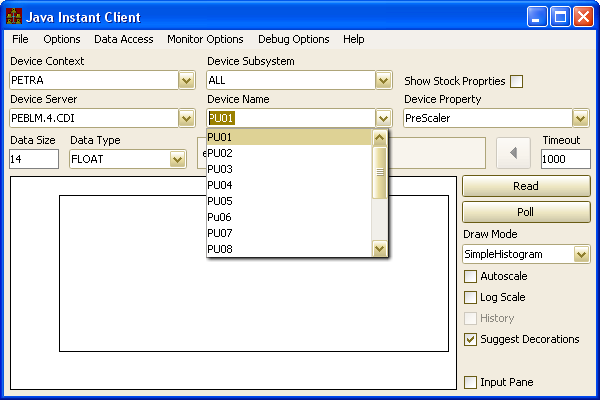 Java Instant Client
File Options Data Access Monitor Options Debug Options Help
Device Context Device Subsystem
PETRA ALL Show Stock Proprties
Device Server Device Name Device Property
PEBLM.4.CDI PU01 PreScaler
Data Size Data Type Timeout
14 FLOAT e 1000
PU01
PU02
PU03
PU04
PU05
Pu06
PU07
PU08
Read
Poll
Draw Mode
SimpleHistogram
Autoscale
Log Scale
History
Suggest Decorations
Input Pane